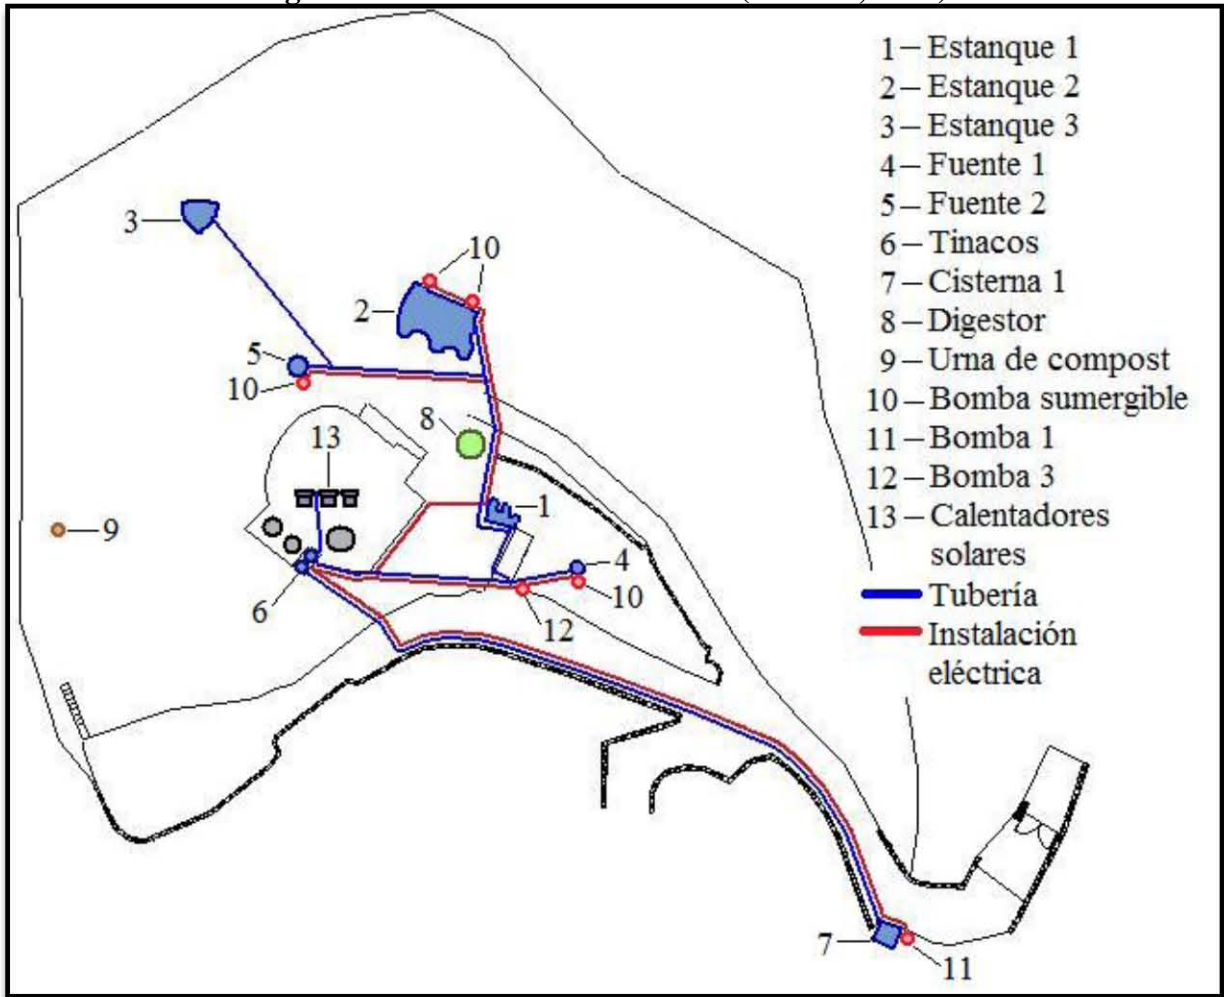 1 – Estanque 1
2 – Estanque 2
3 – Estanque 3
4 – Fuente 1
5 – Fuente 2
6 – Tinacos
7 – Cisterna 1
8 – Digestor
9 – Urna de compost
10 – Bomba sumergible
11 – Bomba 1
12 – Bomba 3
13 – Calentadores
solares
Tubería
Instalación
eléctrica
3
10
2
5
10
8
13
1
9
4
6
10
12
7
11